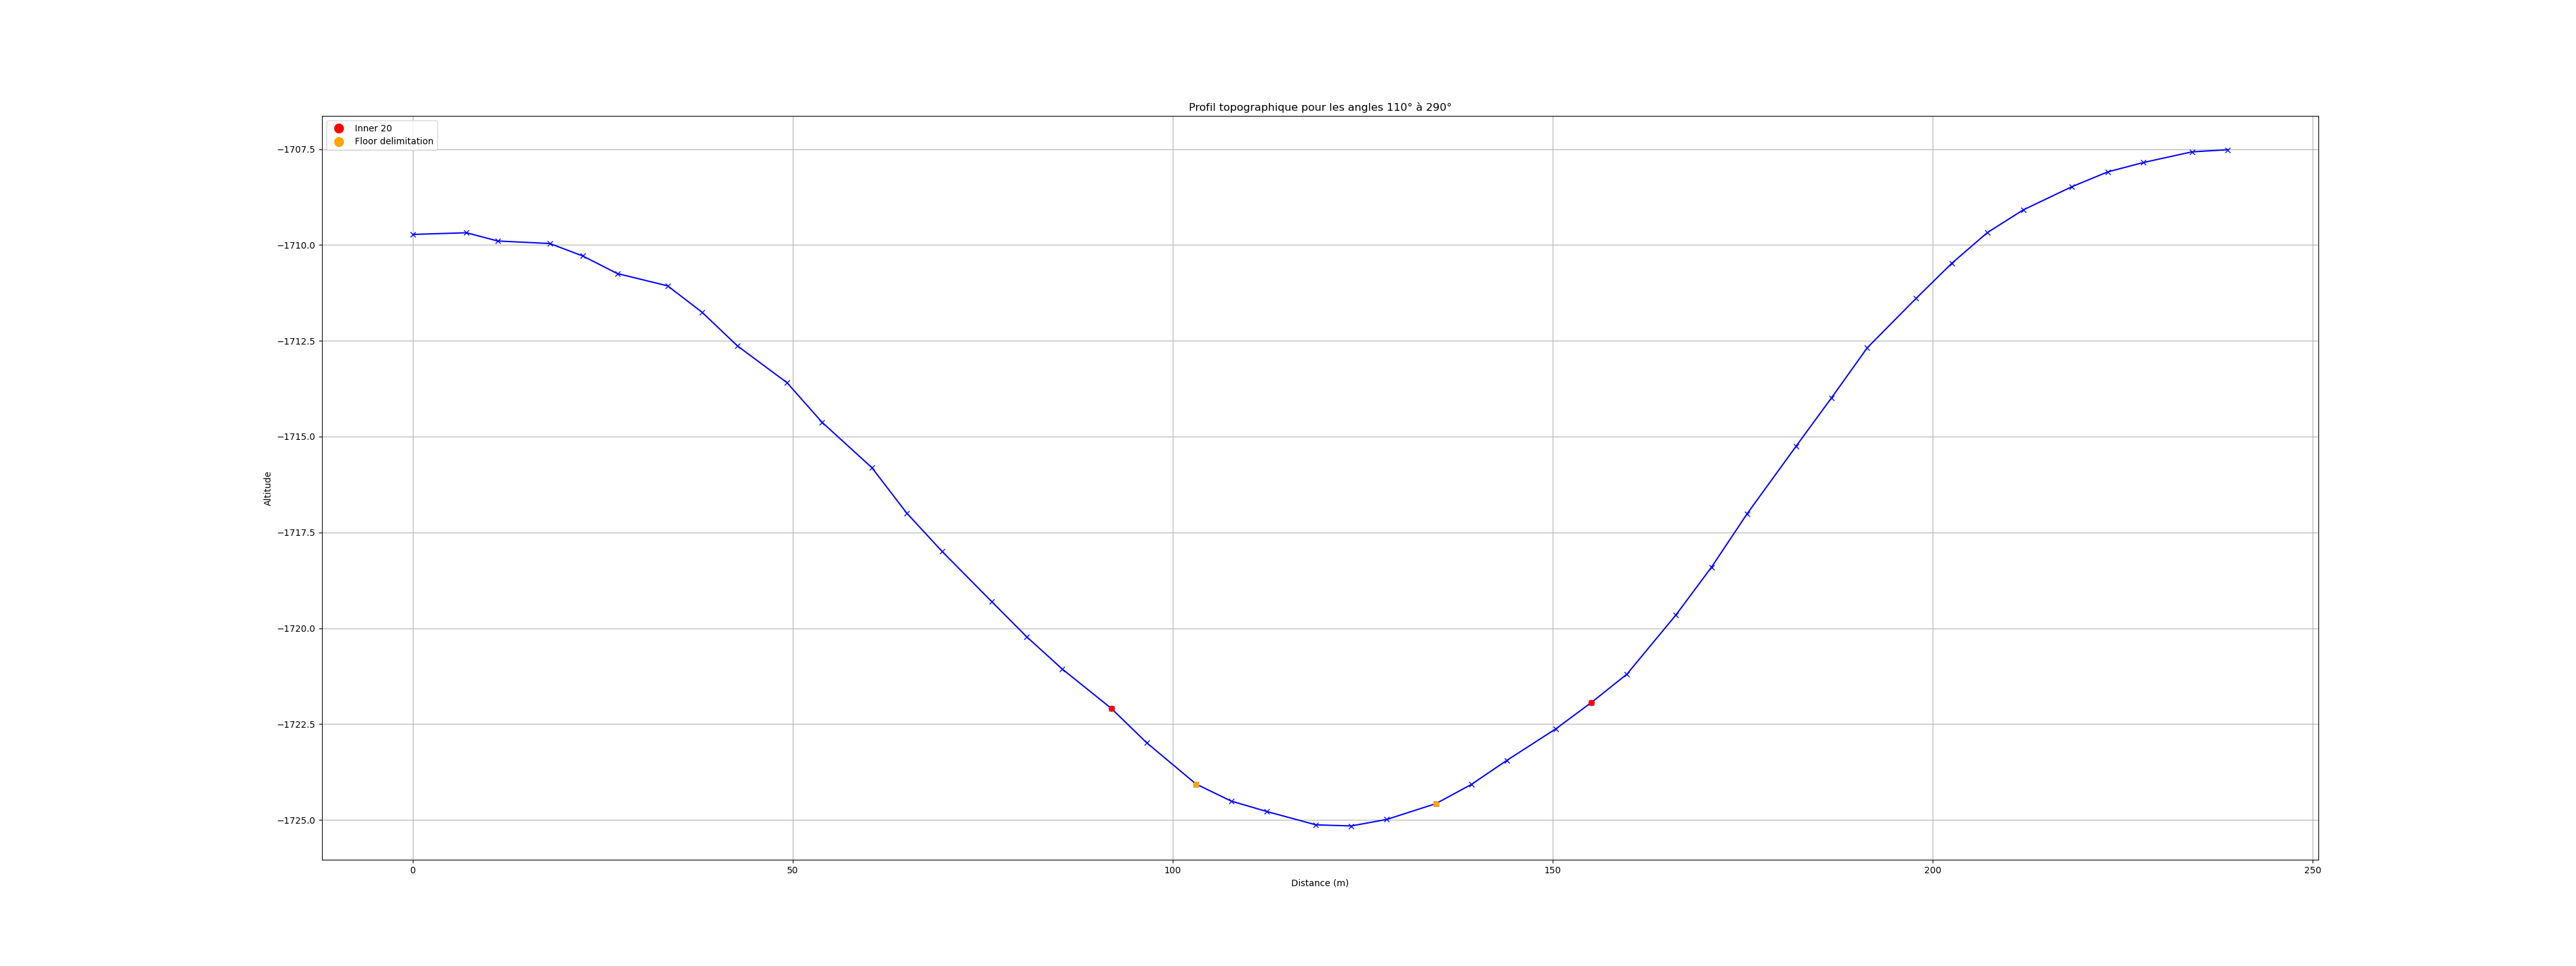 Profil topographique pour les angles 110° à 290°
Inner 20
Floor delimitation
−1707.5
−1710.0
−1712.5
−1715.0
−1717.5
−1720.0
−1722.5
−1725.0
Altitude
0 50 100 150 200 250
Distance (m)